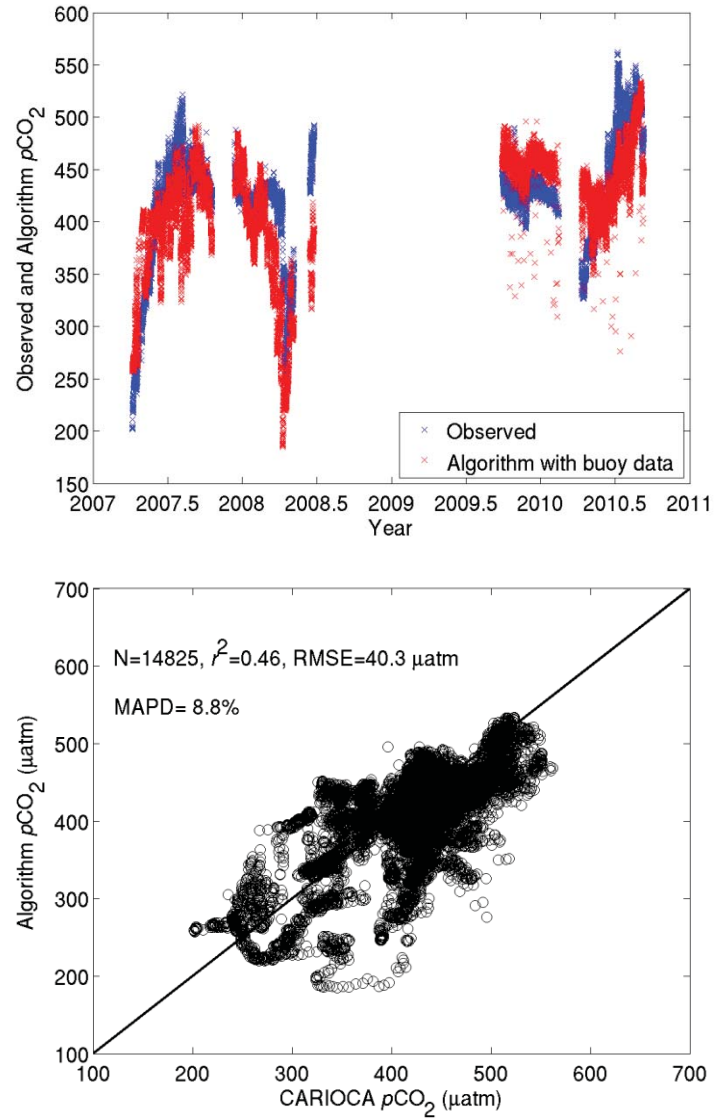 600
550
500
450
400
350
300
250
200
150
Observed and Algorithm pCO2
Observed
Algorithm with buoy data
2007 2007.5 2008 2008.5 2009 2009.5 2010 2010.5 2011
Year
700
600
500
400
300
200
100
Algorithm pCO2 (µatm)
N=14825, r2=0.46, RMSE=40.3 µatm
MAPD= 8.8%
100 200 300 400 500 600 700
CARIOCA pCO2 (µatm)